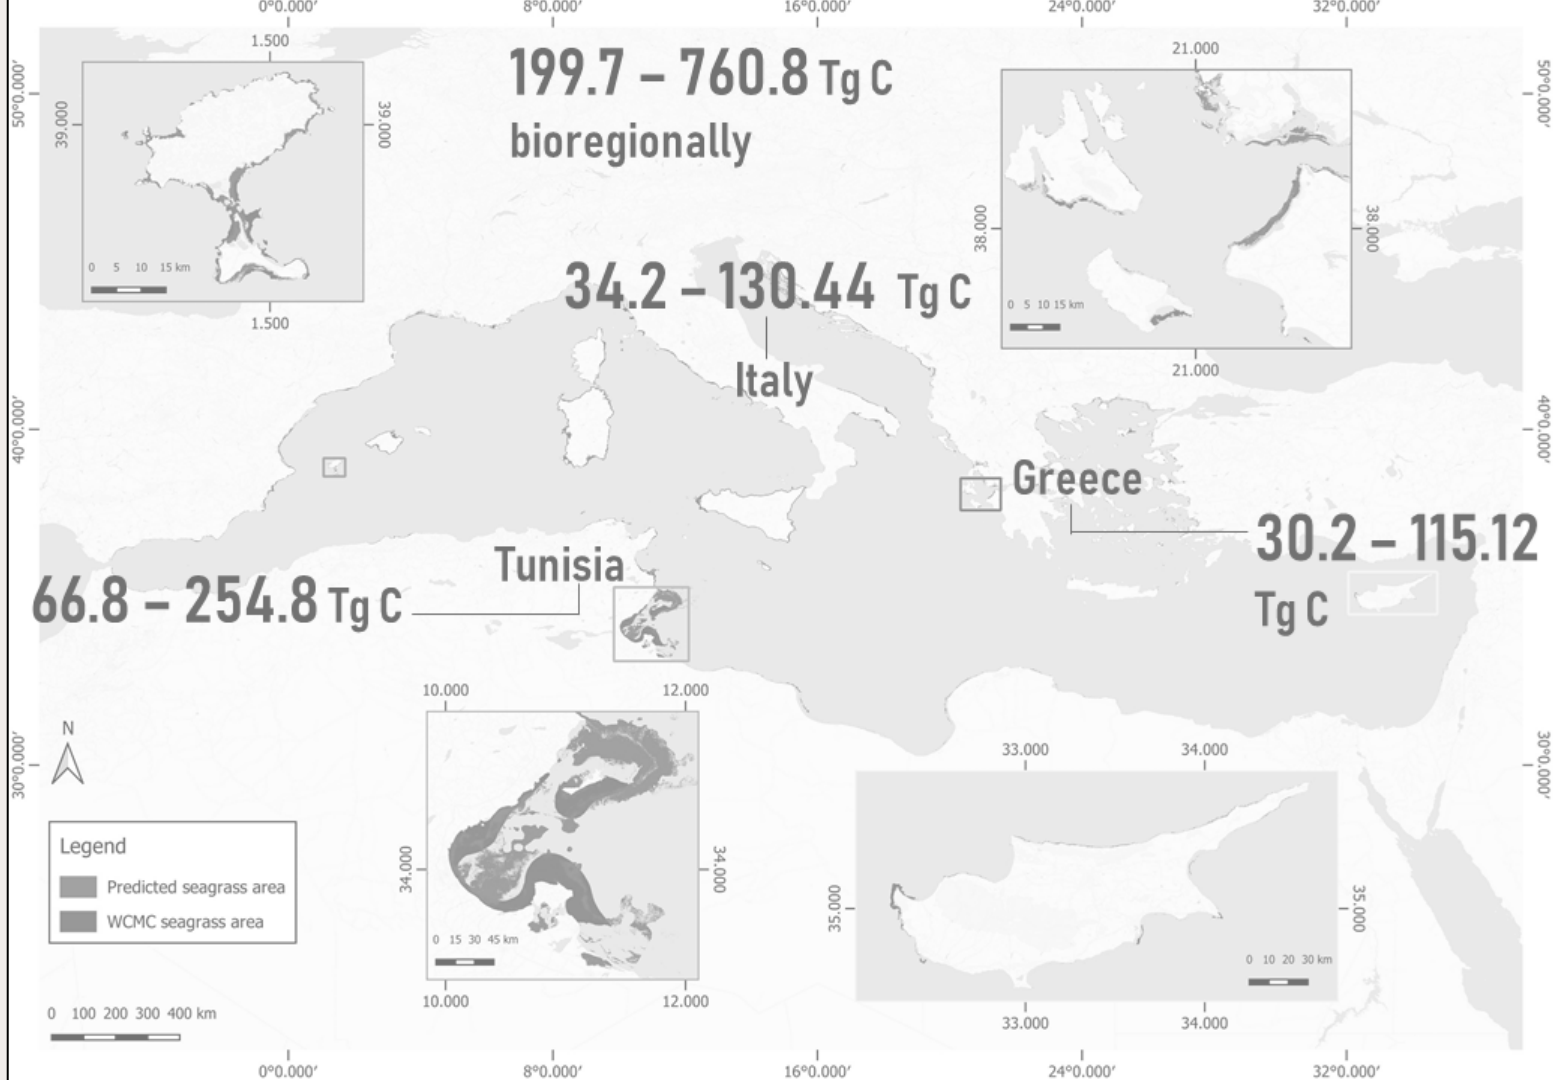 0°0.000′ 8°0.000′ 16°0.000′ 24°0.000′ 32°0.000′
1.500
39.000
39.000
0 5 10 15 km
1.500
50°0.000′
50°0.000′
199.7 – 760.8 Tg C
bioregionally
21.000
38.000
38.000
0 5 10 15 km
21.000
34.2 – 130.44 Tg C
Italy
40°0.000′
40°0.000′
Greece
30.2 – 115.12
Tg C
Tunisia
66.8 – 254.8 Tg C
10.000 12.000
34.000
34.000
0 15 30 45 km
10.000 12.000
33.000 34.000
35.000
35.000
0 10 20 30 km
33.000 34.000
30°0.000′
30°0.000′
N
Legend
Predicted seagrass area
WCMC seagrass area
0 100 200 300 400 km
0°0.000′ 8°0.000′ 16°0.000′ 24°0.000′ 32°0.000′